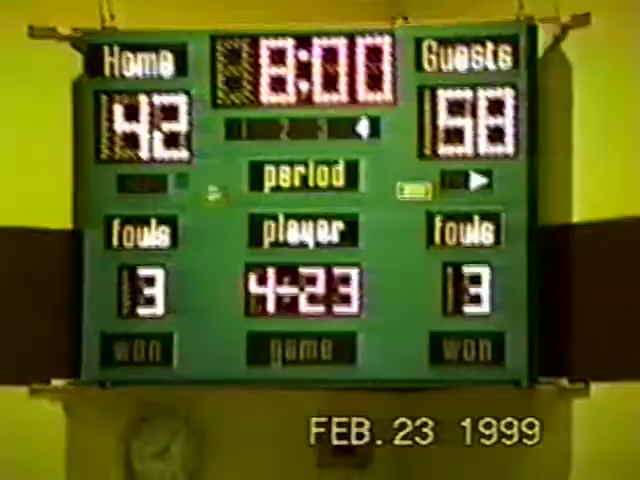 Home 8:00 Guests
42 1 2 3 4 58
period
fouls player fouls
3 4-23 3
won game won
FEB. 23 1999